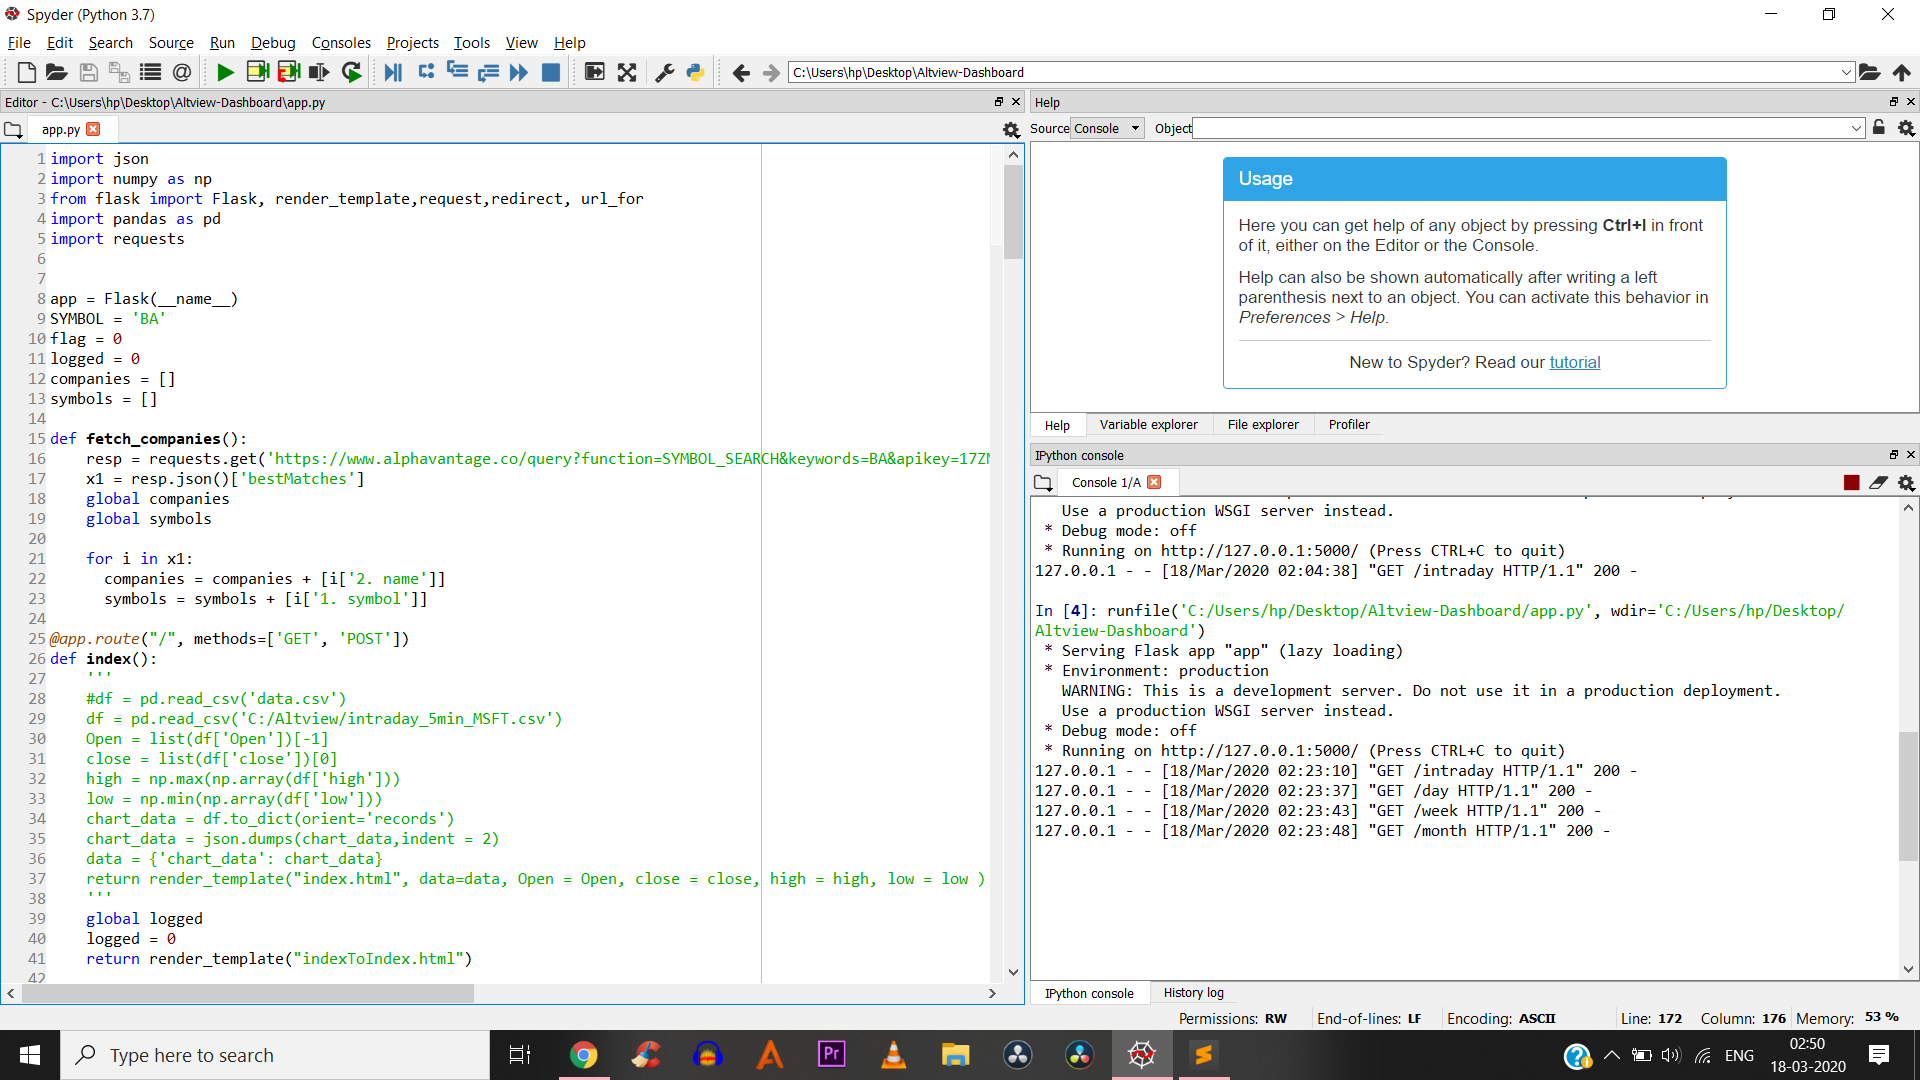 Spyder (Python 3.7)
File Edit Search Source Run Debug Consoles Projects Tools View Help
C:\Users\hp\Desktop\Altview-Dashboard
Editor - C:\Users\hp\Desktop\Altview-Dashboard\app.py
app.py
1 import json
2 import numpy as np
3 from flask import Flask, render_template,request,redirect, url_for
4 import pandas as pd
5 import requests
6
7
8 app = Flask(__name__)
9 SYMBOL = 'BA'
10 flag = 0
11 logged = 0
12 companies = []
13 symbols = []
14
15 def fetch_companies():
16 resp = requests.get('https://www.alphavantage.co/query?function=SYMBOL_SEARCH&keywords=BA&apikey=17ZN
17 x1 = resp.json()['bestMatches']
18 global companies
19 global symbols
20
21 for i in x1:
22 companies = companies + [i['2. name']]
23 symbols = symbols + [i['1. symbol']]
24
25 @app.route("/", methods=['GET', 'POST'])
26 def index():
27 '''
28 #df = pd.read_csv('data.csv')
29 df = pd.read_csv('C:/Altview/intraday_5min_MSFT.csv')
30 Open = list(df['Open'])[-1]
31 close = list(df['close'])[0]
32 high = np.max(np.array(df['high']))
33 low = np.min(np.array(df['low']))
34 chart_data = df.to_dict(orient='records')
35 chart_data = json.dumps(chart_data,indent = 2)
36 data = {'chart_data': chart_data}
37 return render_template("index.html", data=data, Open = Open, close = close, high = high, low = low )
38 '''
39 global logged
40 logged = 0
41 return render_template("indexToIndex.html")
42
Help
Source Console Object
Usage
Here you can get help of any object by pressing Ctrl+I in front
of it, either on the Editor or the Console.
Help can also be shown automatically after writing a left
parenthesis next to an object. You can activate this behavior in
Preferences > Help.
New to Spyder? Read our tutorial
Help Variable explorer File explorer Profiler
IPython console
Console 1/A
Use a production WSGI server instead.
* Debug mode: off
* Running on http://127.0.0.1:5000/ (Press CTRL+C to quit)
127.0.0.1 - - [18/Mar/2020 02:04:38] "GET /intraday HTTP/1.1" 200 -
In [4]: runfile('C:/Users/hp/Desktop/Altview-Dashboard/app.py', wdir='C:/Users/hp/Desktop/
Altview-Dashboard')
* Serving Flask app "app" (lazy loading)
* Environment: production
WARNING: This is a development server. Do not use it in a production deployment.
Use a production WSGI server instead.
* Debug mode: off
* Running on http://127.0.0.1:5000/ (Press CTRL+C to quit)
127.0.0.1 - - [18/Mar/2020 02:23:10] "GET /intraday HTTP/1.1" 200 -
127.0.0.1 - - [18/Mar/2020 02:23:37] "GET /day HTTP/1.1" 200 -
127.0.0.1 - - [18/Mar/2020 02:23:43] "GET /week HTTP/1.1" 200 -
127.0.0.1 - - [18/Mar/2020 02:23:48] "GET /month HTTP/1.1" 200 -
IPython console History log
Permissions: RW End-of-lines: LF Encoding: ASCII Line: 172 Column: 176 Memory: 53 %
Type here to search
Pr
ENG
02:50
18-03-2020